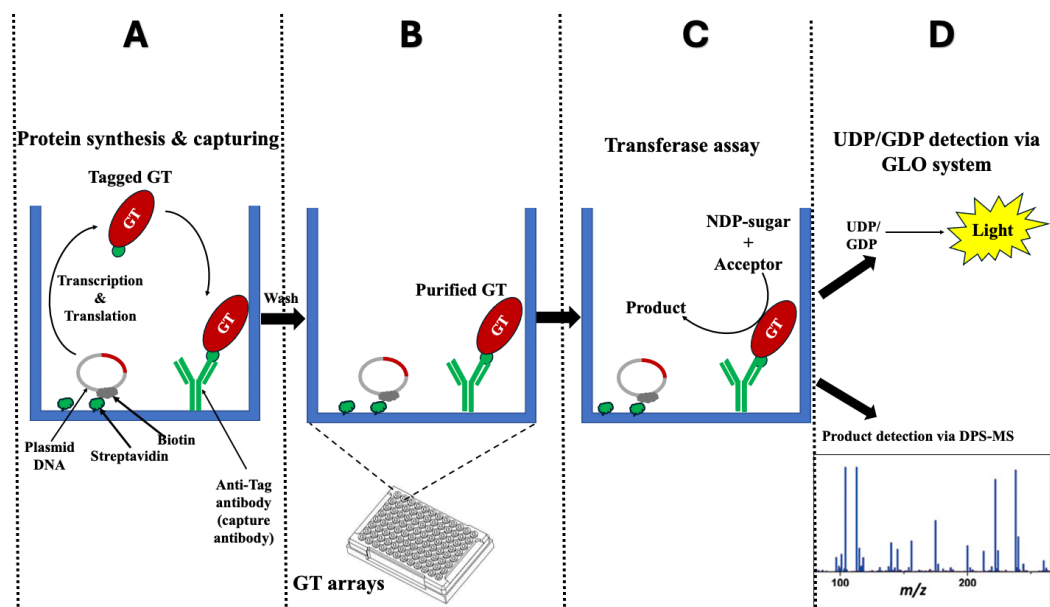 A
B
C
D
Protein synthesis & capturing
Tagged GT
GT
Transcription
&
Translation
GT
Plasmid
DNA
Streptavidin
Biotin
Anti-Tag
antibody
(capture
antibody)
Wash
Purified GT
GT
GT arrays
Transferase assay
NDP-sugar
+
Acceptor
Product
GT
UDP/GDP detection via
GLO system
UDP/
GDP
Light
Product detection via DPS-MS
100
200
m/z